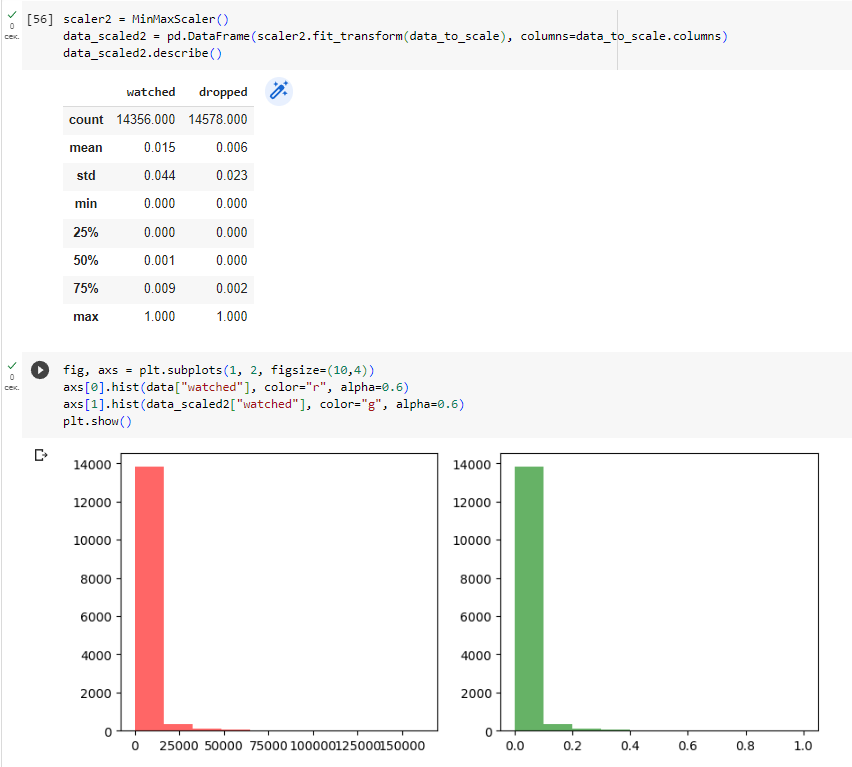 [56] scaler2 = MinMaxScaler()
0
сек.
data_scaled2 = pd.DataFrame(scaler2.fit_transform(data_to_scale), columns=data_to_scale.columns)
data_scaled2.describe()
watched dropped
count 14356.000 14578.000
mean 0.015 0.006
std 0.044 0.023
min 0.000 0.000
25% 0.000 0.000
50% 0.001 0.000
75% 0.009 0.002
max 1.000 1.000
fig, axs = plt.subplots(1, 2, figsize=(10,4))
0
сек.
axs[0].hist(data["watched"], color="r", alpha=0.6)
axs[1].hist(data_scaled2["watched"], color="g", alpha=0.6)
plt.show()
14000
12000
10000
8000
6000
4000
2000
0
0 25000 50000 75000 100000 125000 150000
14000
12000
10000
8000
6000
4000
2000
0
0.0 0.2 0.4 0.6 0.8 1.0